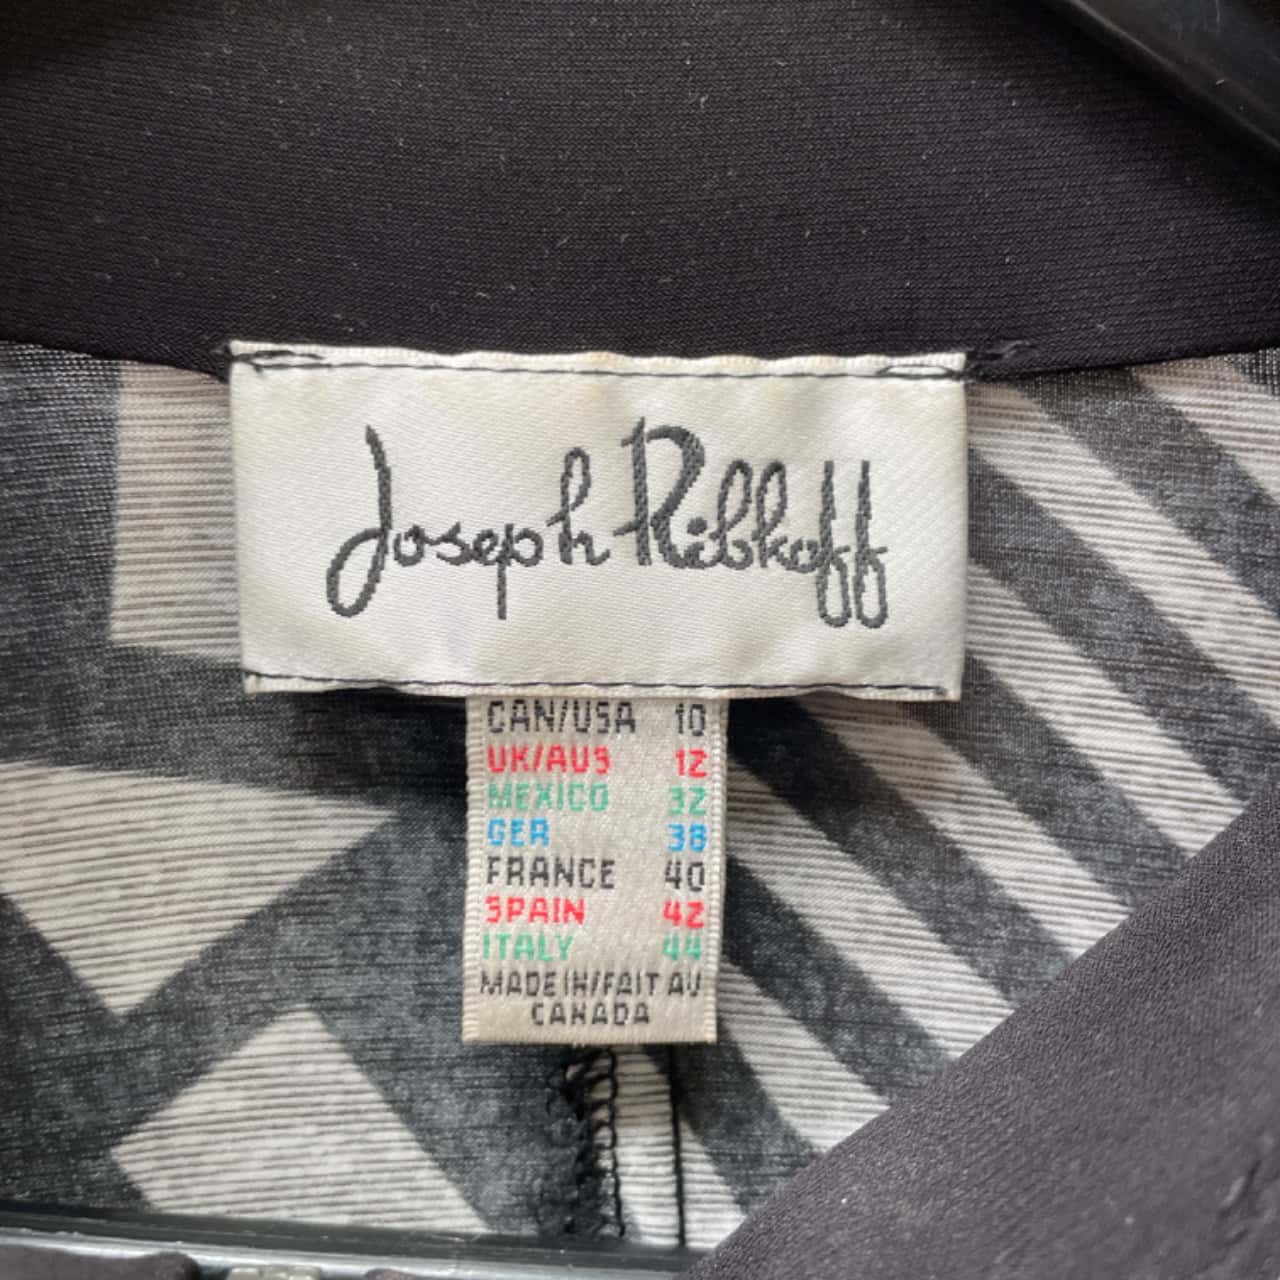 Joseph Ribkoff
CAN/USA 10
UK/AUS 12
MEXICO 32
GER 38
FRANCE 40
SPAIN 42
ITALY 44
MADE IN/FAIT AU
CANADA